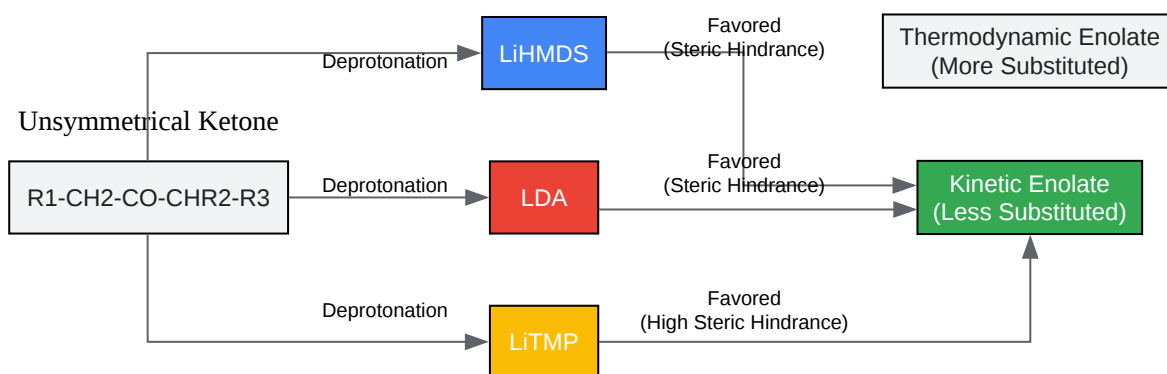 Favored
(Steric Hindrance)
Thermodynamic Enolate
(More Substituted)
Deprotonation
LiHMDS
Unsymmetrical Ketone
R1-CH2-CO-CHR2-R3
Deprotonation
LDA
Favored
(Steric Hindrance)
Kinetic Enolate
(Less Substituted)
Deprotonation
LiTMP
Favored
(High Steric Hindrance)